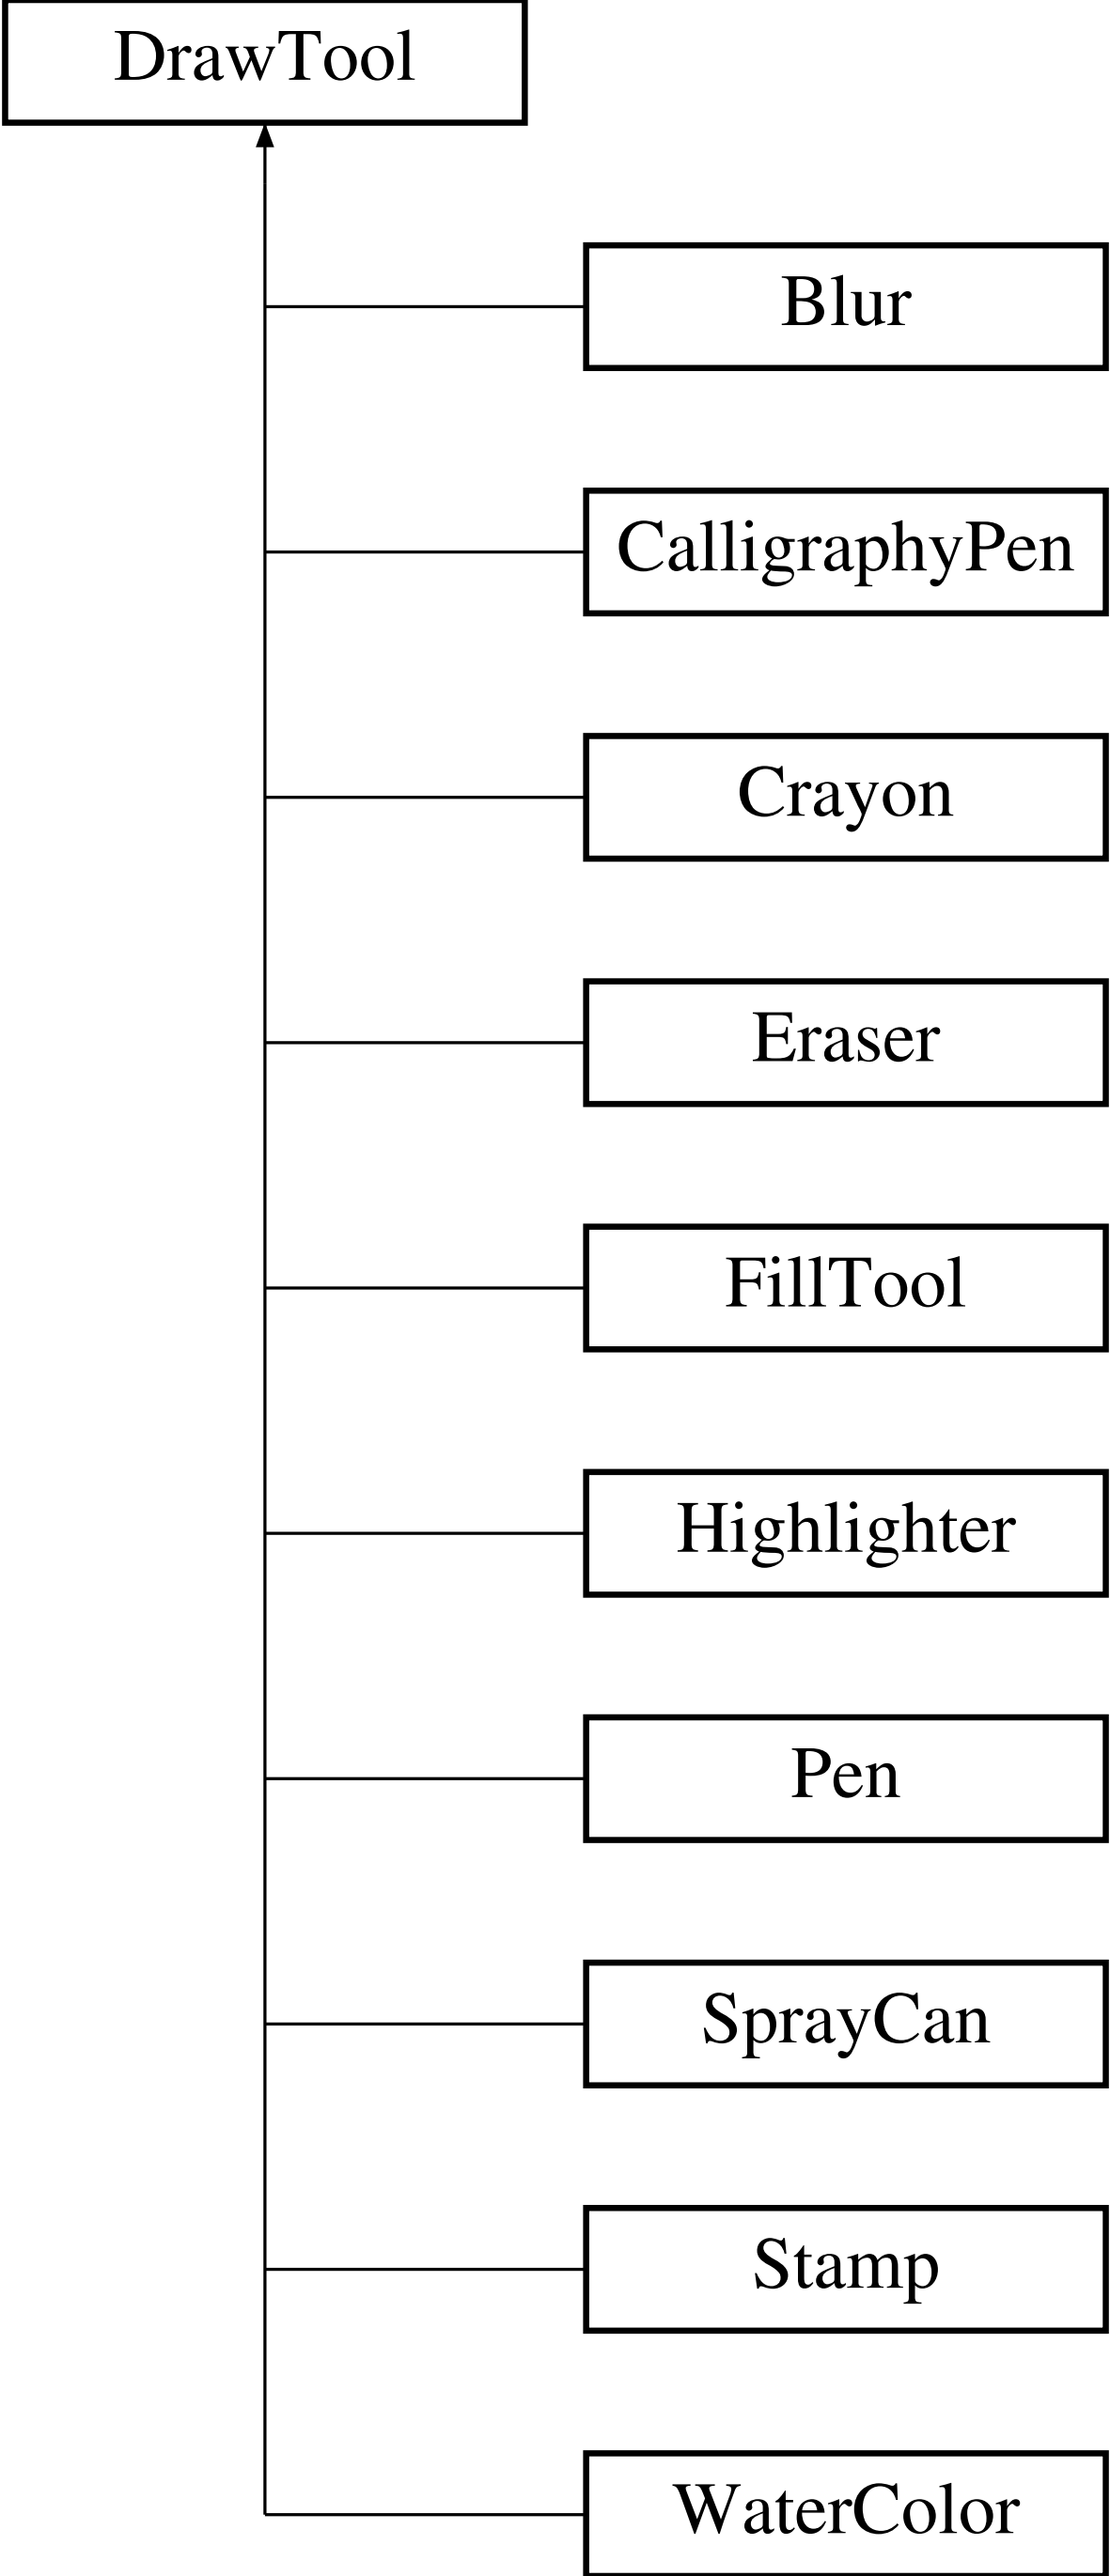 DrawTool
Blur
CalligraphyPen
Crayon
Eraser
FillTool
Highlighter
Pen
SprayCan
Stamp
WaterColor